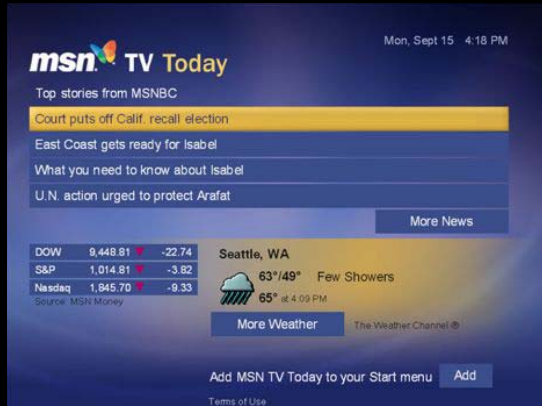 Mon, Sept 15 4:18 PM
msn TV Today
Top stories from MSNBC
Court puts off Calif. recall election
East Coast gets ready for Isabel
What you need to know about Isabel
U.N. action urged to protect Arafat
More News
DOW 9,448.81 -22.74
S&P 1,014.81 -3.82
Nasdaq 1,845.70 -9.33
Source: MSN Money
Seattle, WA
63°/49° Few Showers
65° at 4:09 PM
More Weather The Weather Channel ®
Add MSN TV Today to your Start menu Add
Terms of Use